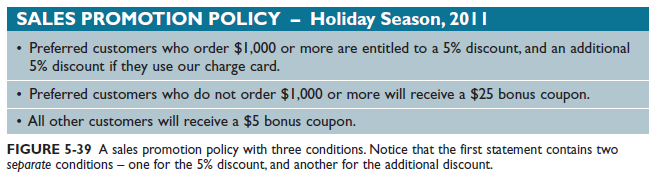 SALES PROMOTION POLICY – Holiday Season, 2011
• Preferred customers who order $1,000 or more are entitled to a 5% discount, and an additional
5% discount if they use our charge card.
• Preferred customers who do not order $1,000 or more will receive a $25 bonus coupon.
• All other customers will receive a $5 bonus coupon.
FIGURE 5-39 A sales promotion policy with three conditions. Notice that the first statement contains two
separate conditions – one for the 5% discount, and another for the additional discount.